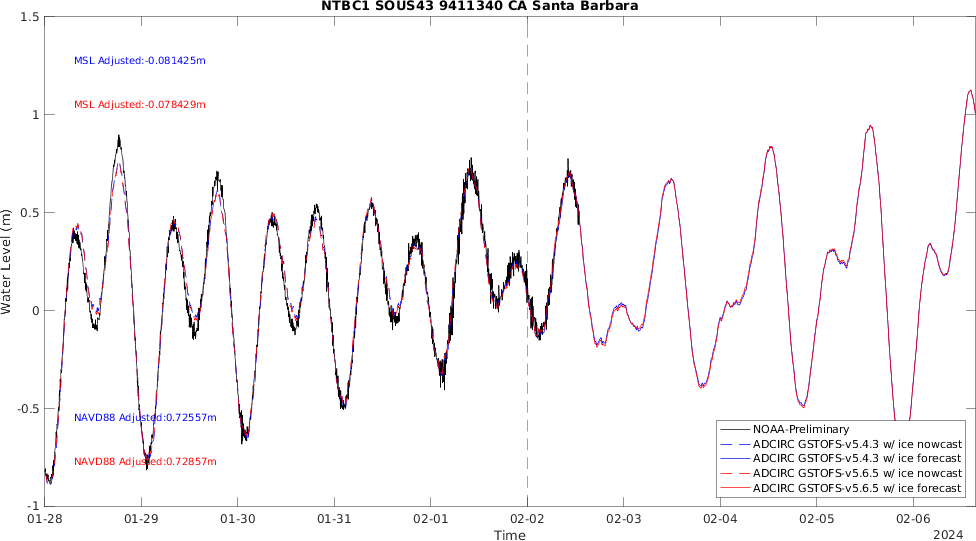 NTBC1 SOUS43 9411340 CA Santa Barbara
1.5
MSL Adjusted:-0.081425m
MSL Adjusted:-0.078429m
1
0.5
Water Level (m)
0
-0.5
NAVD88 Adjusted:0.72557m
NAVD88 Adjusted:0.72857m
-1
NOAA-Preliminary
ADCIRC GSTOFS-v5.4.3 w/ ice nowcast
ADCIRC GSTOFS-v5.4.3 w/ ice forecast
ADCIRC GSTOFS-v5.6.5 w/ ice nowcast
ADCIRC GSTOFS-v5.6.5 w/ ice forecast
01-28 01-29 01-30 01-31 02-01 02-02 02-03 02-04 02-05 02-06
Time
2024